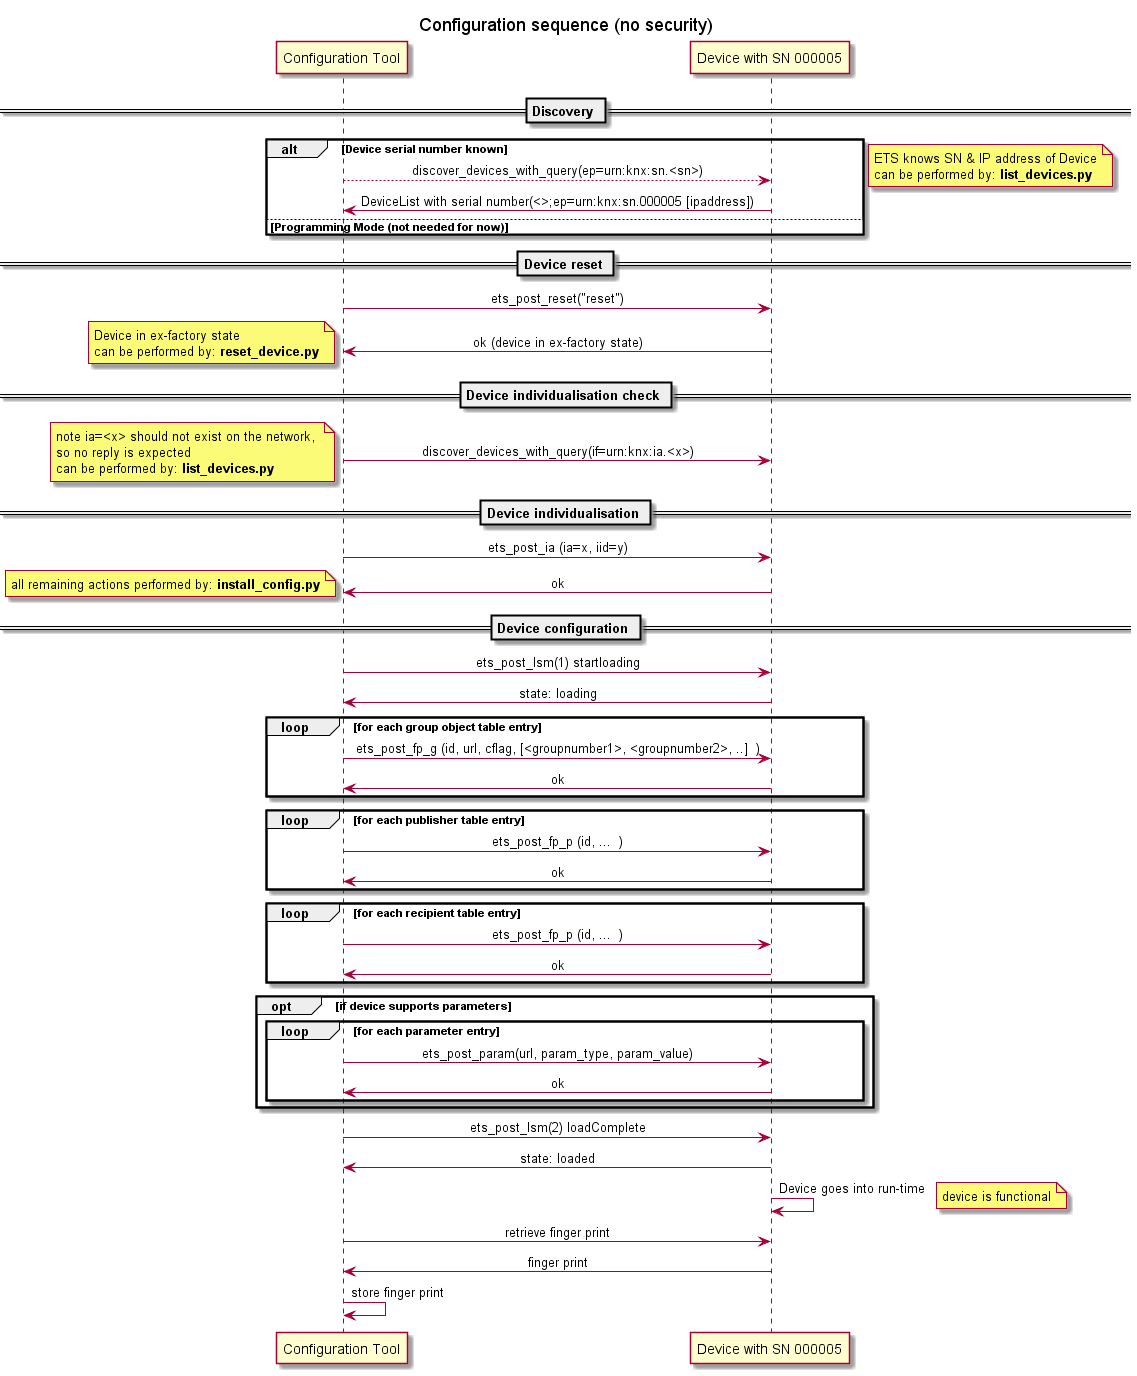 Configuration sequence (no security)
Configuration Tool
Device with SN 000005
Discovery
alt
[Device serial number known]
ETS knows SN & IP address of Device
can be performed by: list_devices.py
discover_devices_with_query(ep=urn:knx:sn.<sn>)
DeviceList with serial number(<>;ep=urn:knx:sn.000005 [ipaddress])
[Programming Mode (not needed for now)]
Device reset
ets_post_reset("reset")
Device in ex-factory state
can be performed by: reset_device.py
ok (device in ex-factory state)
Device individualisation check
note ia=<x> should not exist on the network,
so no reply is expected
can be performed by: list_devices.py
discover_devices_with_query(if=urn:knx:ia.<x>)
Device individualisation
ets_post_ia (ia=x, iid=y)
all remaining actions performed by: install_config.py
ok
Device configuration
ets_post_lsm(1) startloading
state: loading
loop
[for each group object table entry]
ets_post_fp_g (id, url, cflag, [<groupnumber1>, <groupnumber2>, ..]  )
ok
loop
[for each publisher table entry]
ets_post_fp_p (id, ...  )
ok
loop
[for each recipient table entry]
ets_post_fp_p (id, ...  )
ok
opt
[if device supports parameters]
loop
[for each parameter entry]
ets_post_param(url, param_type, param_value)
ok
ets_post_lsm(2) loadComplete
state: loaded
Device goes into run-time
device is functional
retrieve finger print
finger print
store finger print
Configuration Tool
Device with SN 000005